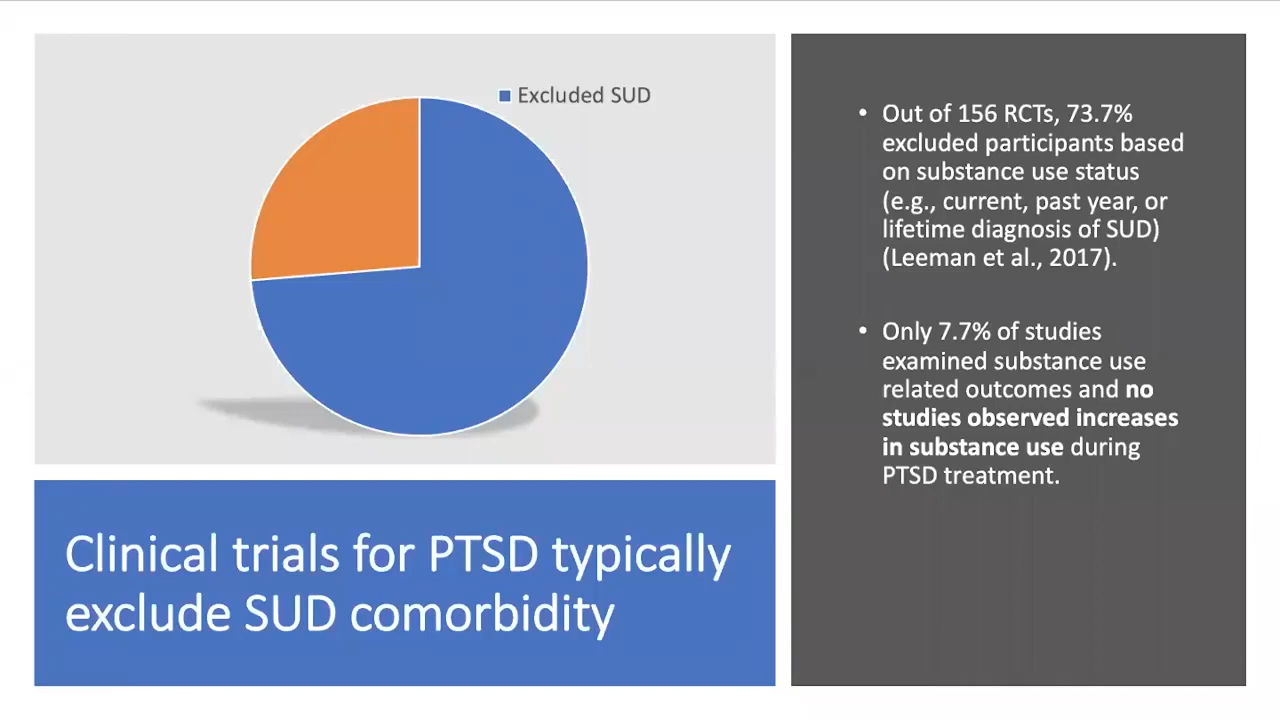 Excluded SUD
Clinical trials for PTSD typically
exclude SUD comorbidity
• Out of 156 RCTs, 73.7%
excluded participants based
on substance use status
(e.g., current, past year, or
lifetime diagnosis of SUD)
(Leeman et al., 2017).
• Only 7.7% of studies
examined substance use
related outcomes and no
studies observed increases
in substance use during
PTSD treatment.